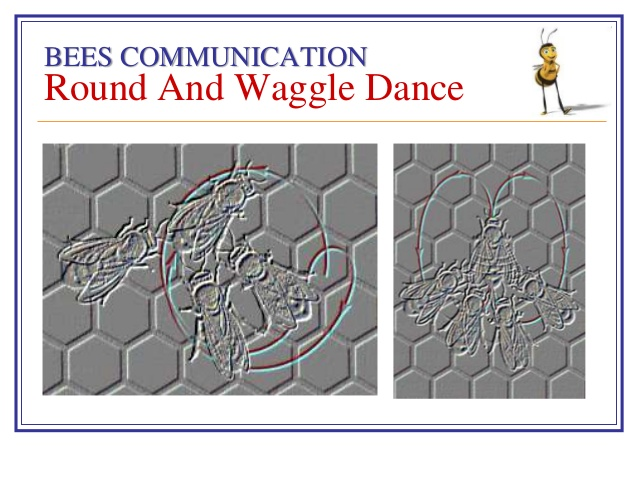 BEES COMMUNICATION
Round And Waggle Dance